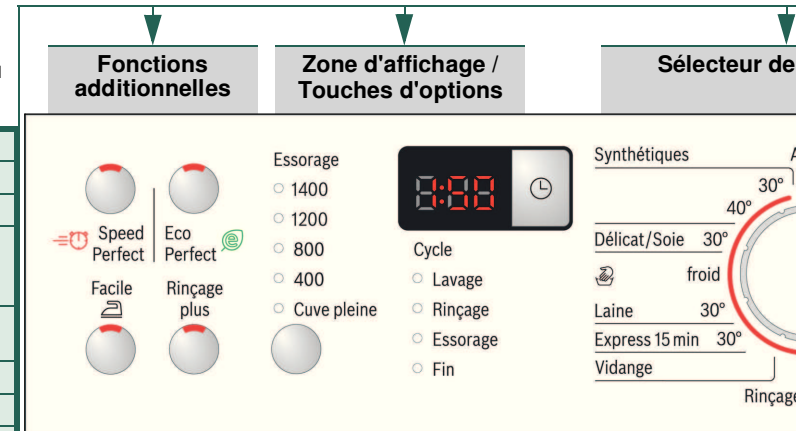 Fonctions
additionnelles
Zone d'affichage /
Touches d'options
Sélecteur de
Speed
Perfect
Eco
Perfect
Facile
Rinçage
plus
Essorage
1400
1200
800
400
Cuve pleine
1:50
Cycle
Lavage
Rinçage
Essorage
Fin
Synthétiques
30°
40°
Délicat/Soie 30°
froid
Laine 30°
Express 15 min 30°
Vidange
Rinçage